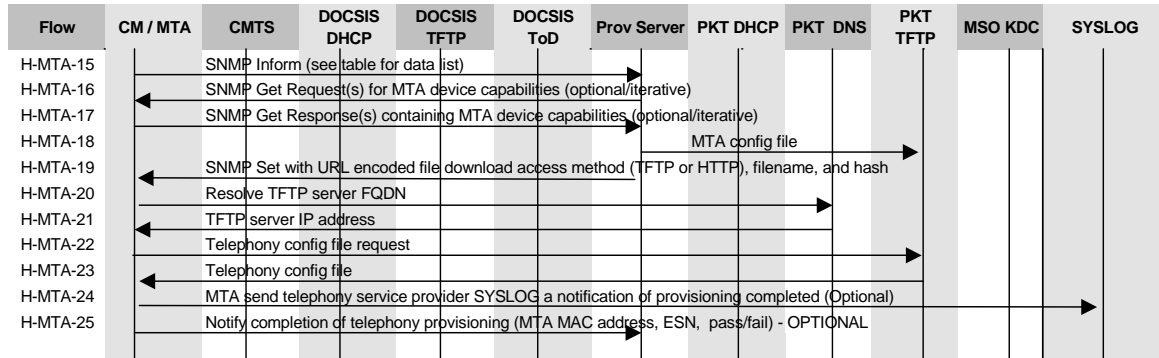 Flow CM / MTA CMTS DOCSIS DHCP DOCSIS TFTP DOCSIS ToD Prov Server PKT DHCP PKT DNS PKT TFTP MSO KDC SYSLOG
H-MTA-15 SNMP Inform (see table for data list)
H-MTA-16 SNMP Get Request(s) for MTA device capabilities (optional/iterative)
H-MTA-17 SNMP Get Response(s) containing MTA device capabilities (optional/iterative)
H-MTA-18 MTA config file
H-MTA-19 SNMP Set with URL encoded file download access method (TFTP or HTTP), filename, and hash
H-MTA-20 Resolve TFTP server FQDN
H-MTA-21 TFTP server IP address
H-MTA-22 Telephony config file request
H-MTA-23 Telephony config file
H-MTA-24 MTA send telephony service provider SYSLOG a notification of provisioning completed (Optional)
H-MTA-25 Notify completion of telephony provisioning (MTA MAC address, ESN, pass/fail) - OPTIONAL